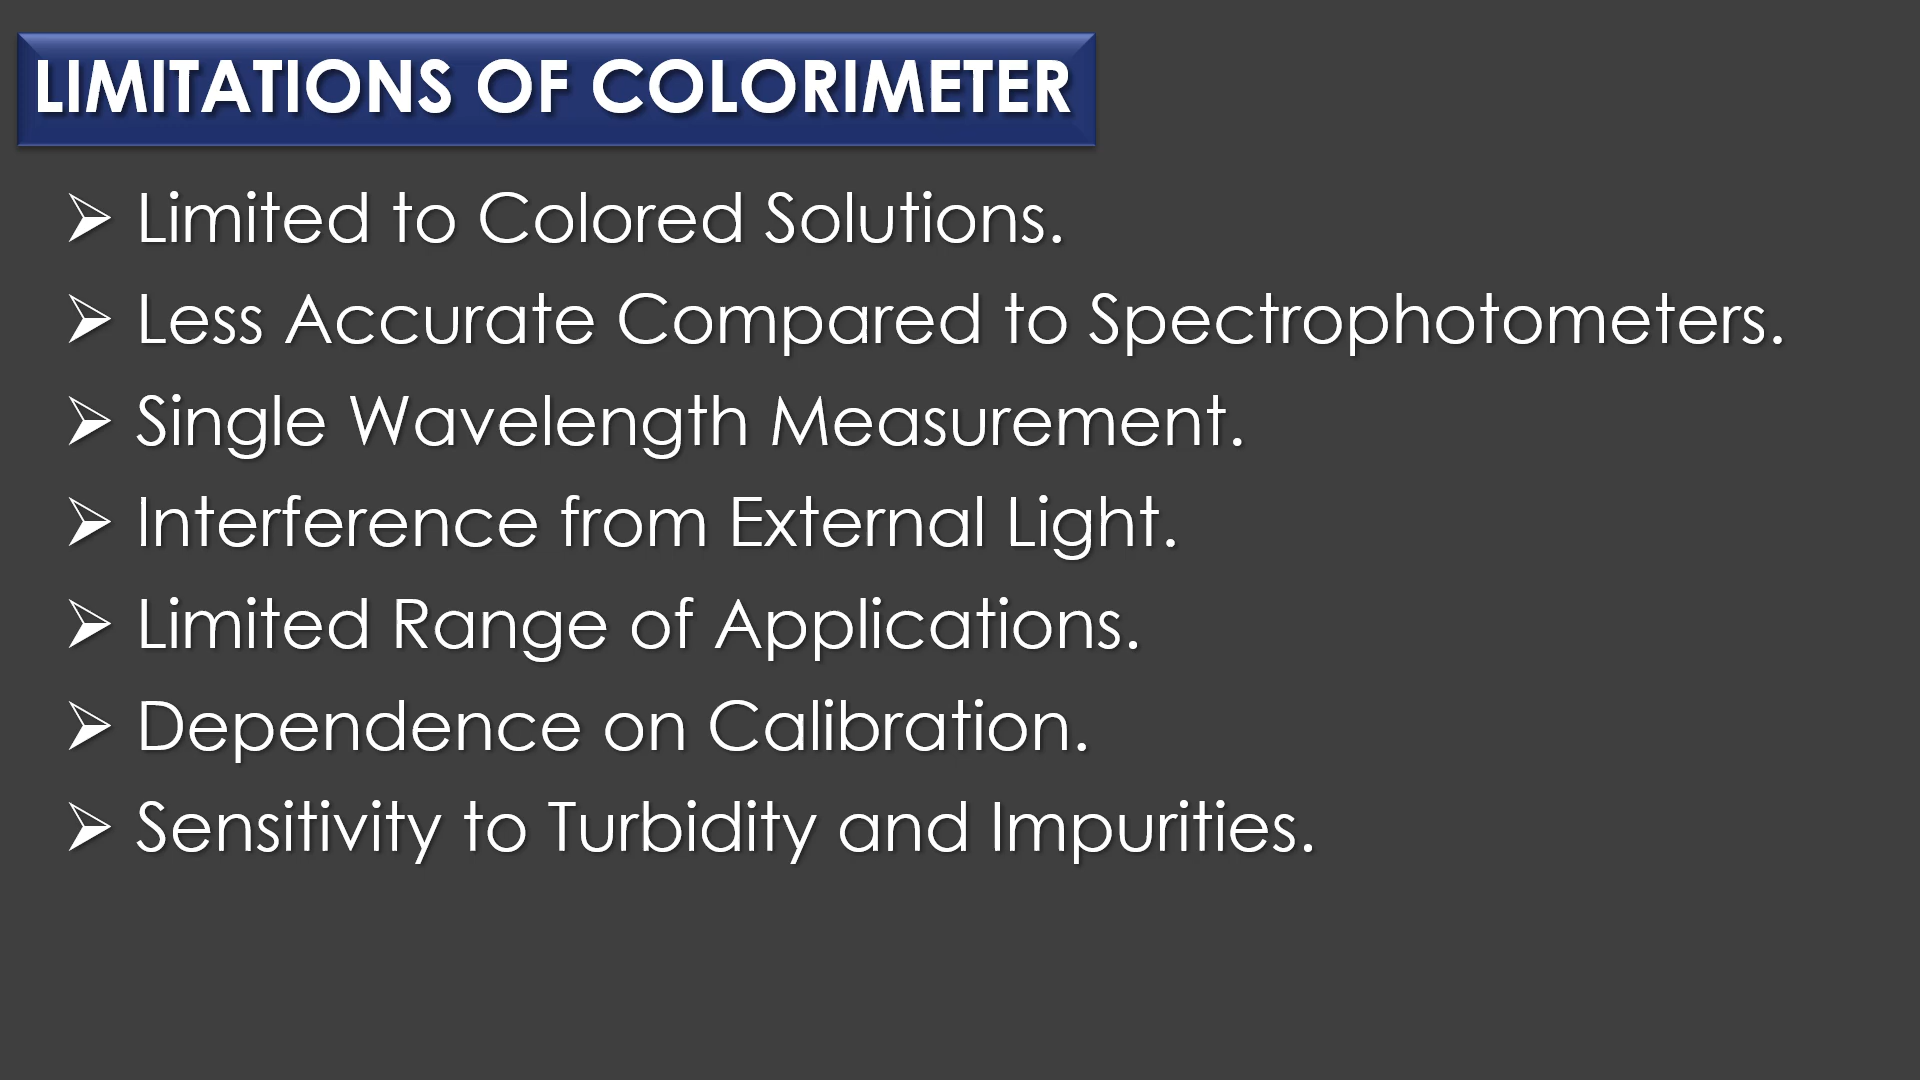 LIMITATIONS OF COLORIMETER
➢ Limited to Colored Solutions.
➢ Less Accurate Compared to Spectrophotometers.
➢ Single Wavelength Measurement.
➢ Interference from External Light.
➢ Limited Range of Applications.
➢ Dependence on Calibration.
➢ Sensitivity to Turbidity and Impurities.